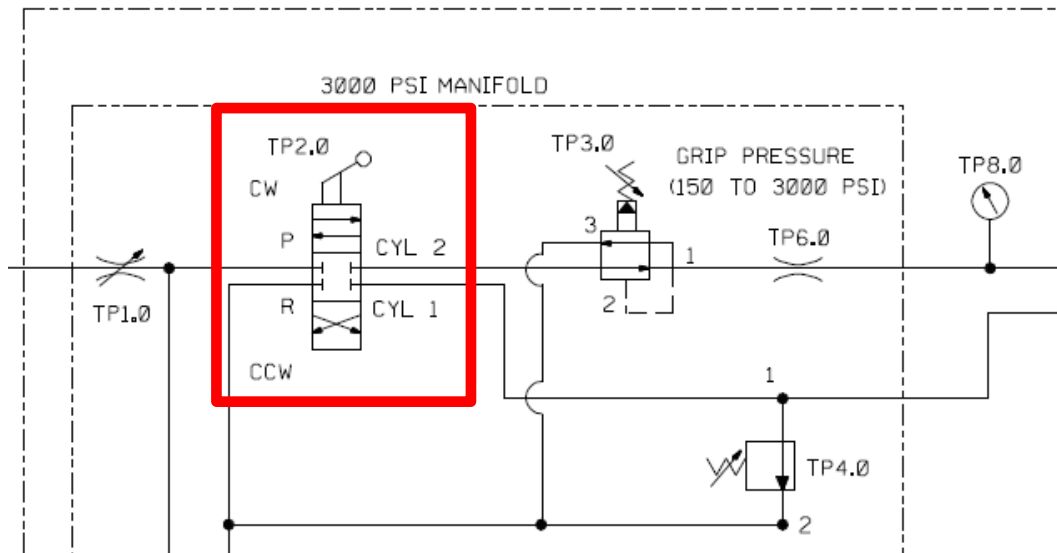 3000 PSI MANIFOLD
TP2.0
CW
P
CYL 2
R
CYL 1
CCW
TP1.0
TP3.0
GRIP PRESSURE
(150 TO 3000 PSI)
3
1
2
TP6.0
TP8.0
1
TP4.0
2